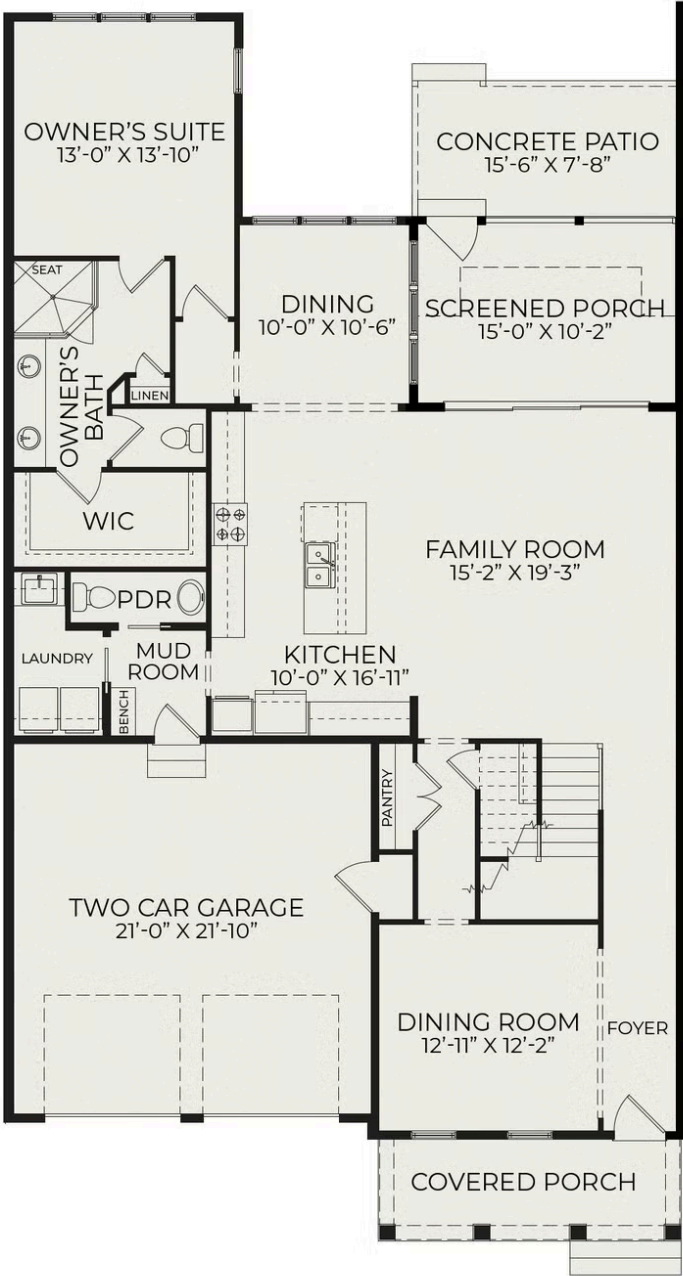 OWNER'S SUITE
13'-0" X 13'-10"
CONCRETE PATIO
15'-6" X 7'-8"
SEAT
DINING
10'-0" X 10'-6"
SCREENED PORCH
15'-0" X 10'-2"
OWNER'S
BATH
LINEN
WIC
FAMILY ROOM
15'-2" X 19'-3"
PDR
LAUNDRY
MUD
ROOM
BENCH
KITCHEN
10'-0" X 16'-11"
PANTRY
TWO CAR GARAGE
21'-0" X 21'-10"
DINING ROOM
12'-11" X 12'-2"
FOYER
COVERED PORCH